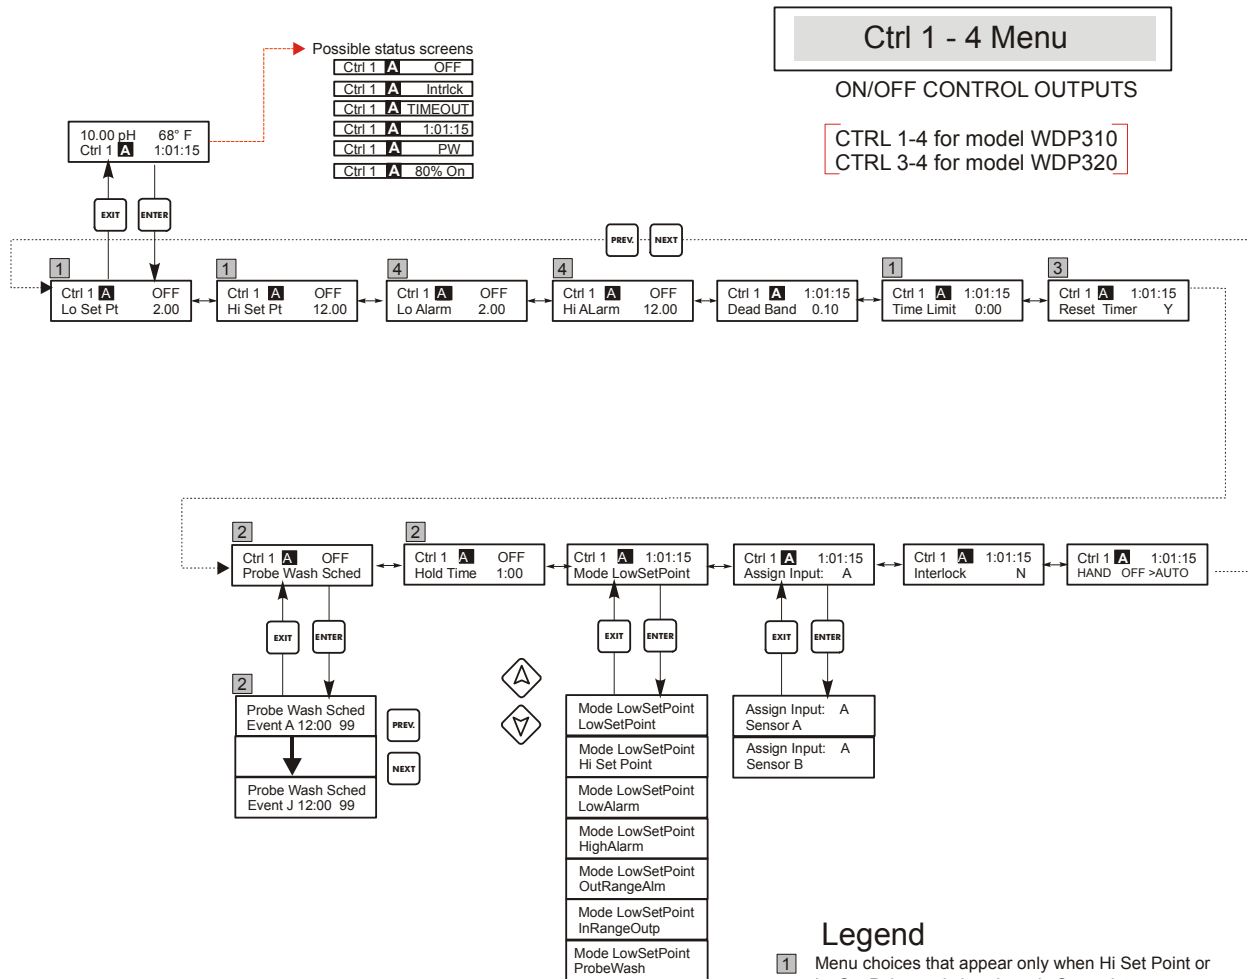 Ctrl 1 - 4 Menu
ON/OFF CONTROL OUTPUTS
CTRL 1-4 for model WDP310
CTRL 3-4 for model WDP320
Possible status screens
Ctrl 1 A OFF
Ctrl 1 A Intrlck
Ctrl 1 A TIMEOUT
Ctrl 1 A 1:01:15
Ctrl 1 A PW
Ctrl 1 A 80% On
10.00 pH 68° F
Ctrl 1 A 1:01:15
EXIT
ENTER
PREV.
NEXT
1
Ctrl 1 A OFF
Lo Set Pt 2.00
1
Ctrl 1 A OFF
Hi Set Pt 12.00
4
Ctrl 1 A OFF
Lo Alarm 2.00
4
Ctrl 1 A OFF
Hi ALarm 12.00
Ctrl 1 A 1:01:15
Dead Band 0.10
1
Ctrl 1 A 1:01:15
Time Limit 0:00
3
Ctrl 1 A 1:01:15
Reset Timer Y
2
Ctrl 1 A OFF
Probe Wash Sched
2
Ctrl 1 A OFF
Hold Time 1:00
Ctrl 1 A 1:01:15
Mode LowSetPoint
Ctrl 1 A 1:01:15
Assign Input: A
Ctrl 1 A 1:01:15
Interlock N
Ctrl 1 A 1:01:15
HAND OFF >AUTO
EXIT
ENTER
EXIT
ENTER
EXIT
ENTER
2
Probe Wash Sched
Event A 12:00 99
Probe Wash Sched
Event J 12:00 99
PREV.
NEXT
Mode LowSetPoint
LowSetPoint
Mode LowSetPoint
Hi Set Point
Mode LowSetPoint
LowAlarm
Mode LowSetPoint
HighAlarm
Mode LowSetPoint
OutRangeAlm
Mode LowSetPoint
InRangeOutp
Mode LowSetPoint
ProbeWash
Assign Input: A
Sensor A
Assign Input: A
Sensor B
Legend
1 Menu choices that appear only when Hi Set Point or